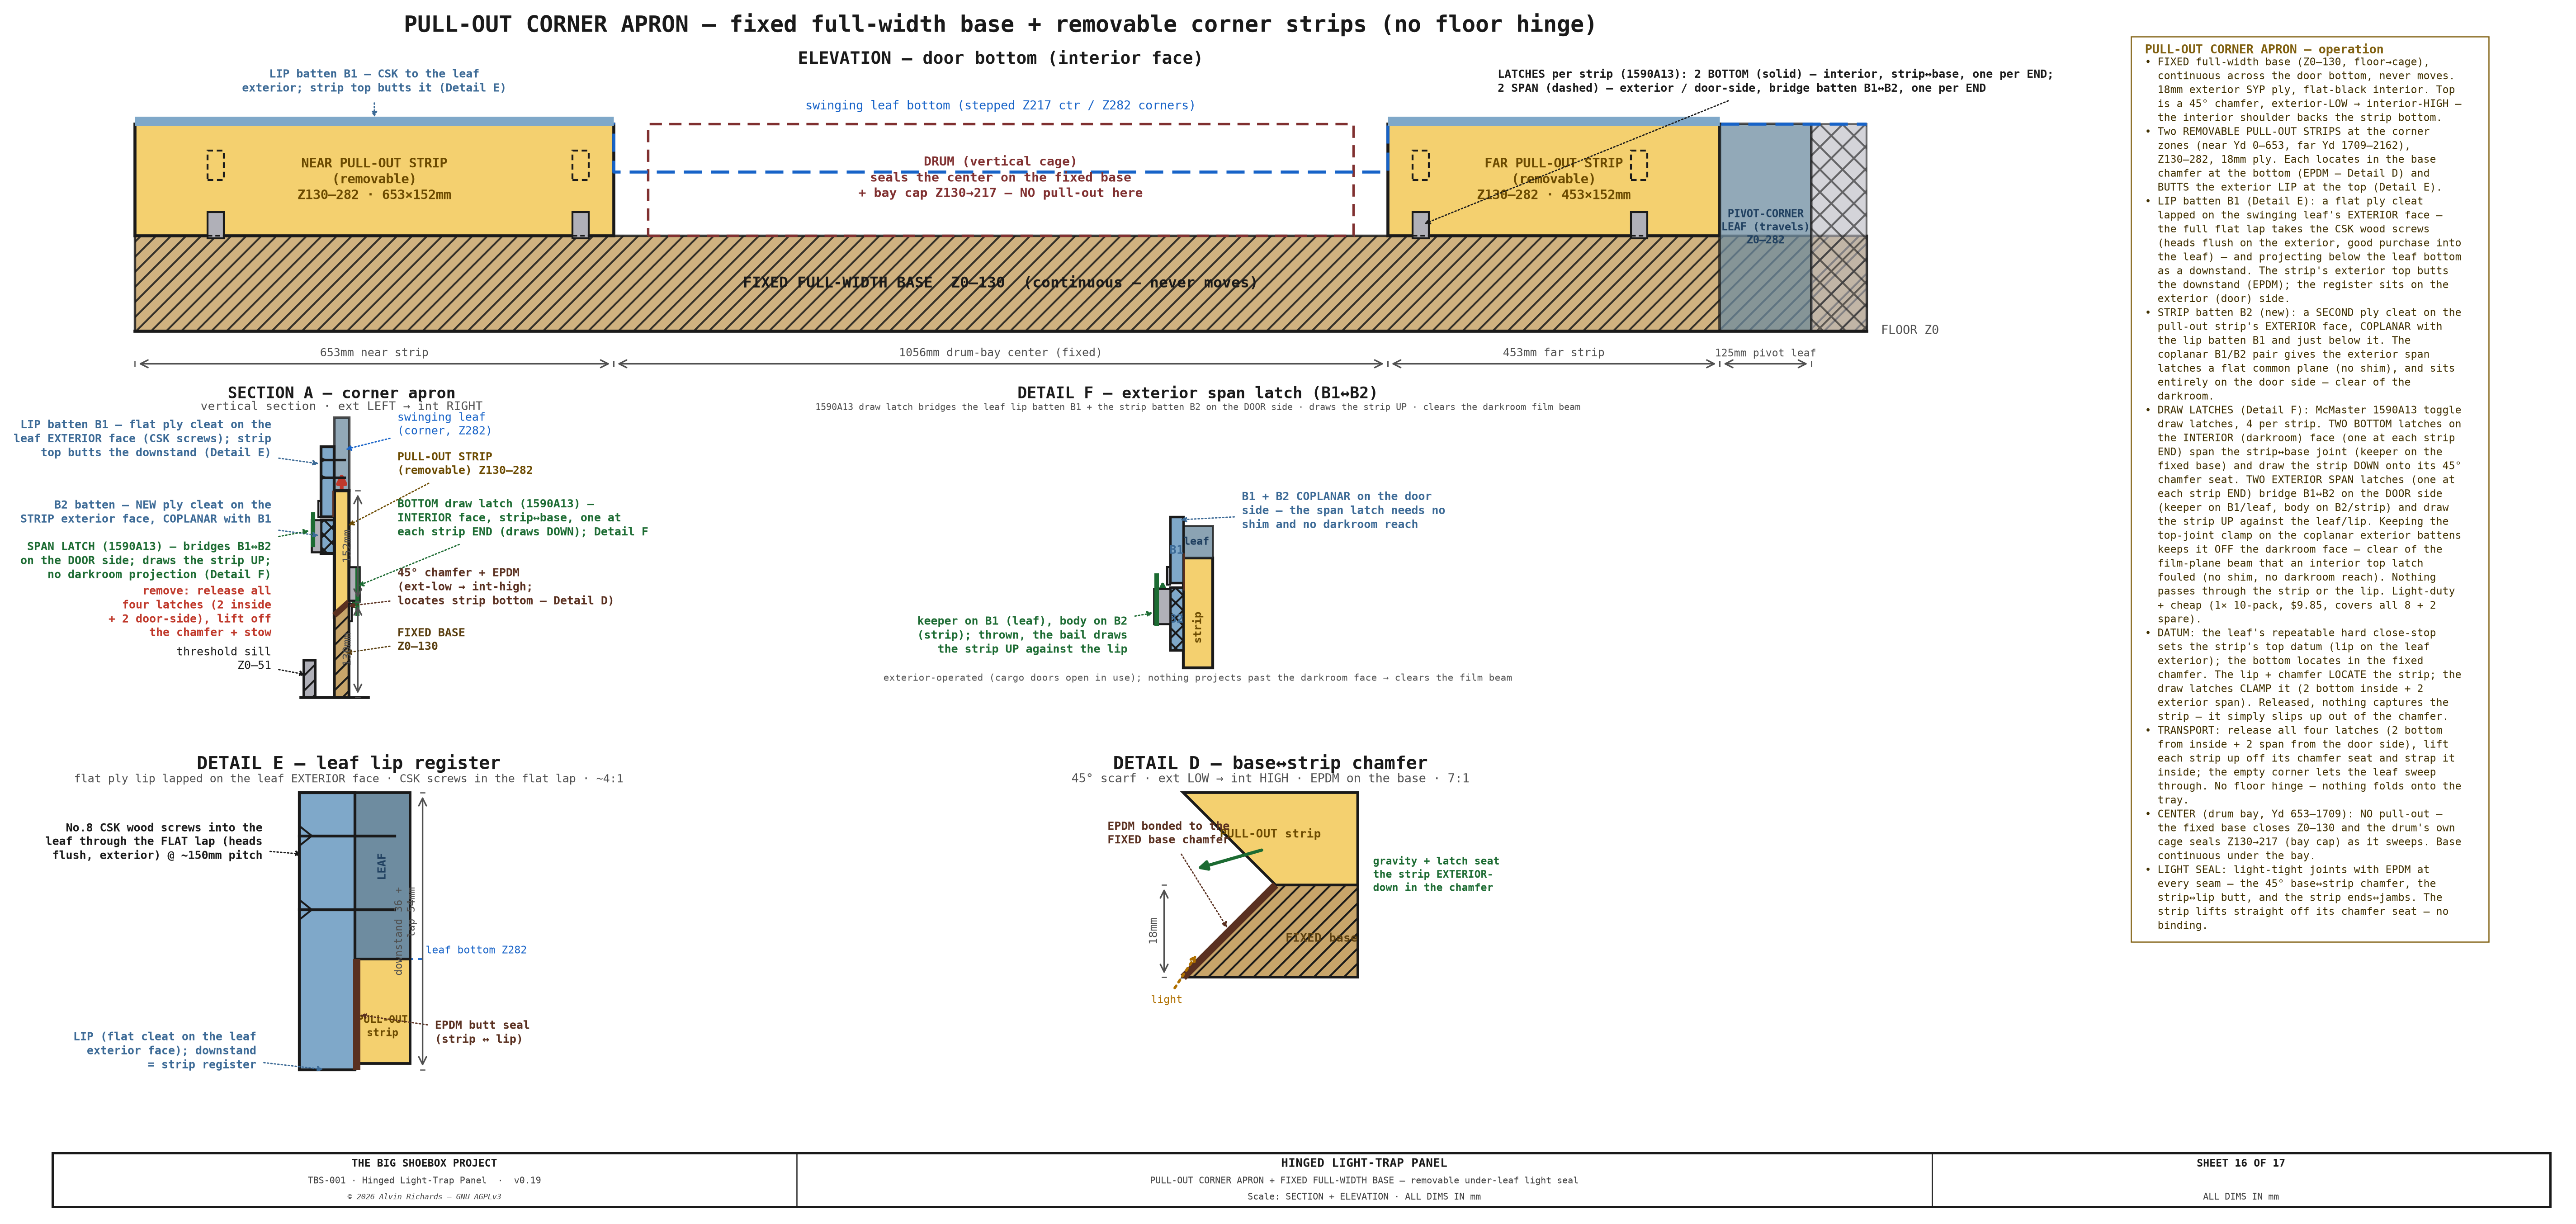 PULL-OUT CORNER APRON — fixed full-width base + removable corner strips (no floor hinge)
ELEVATION — door bottom (interior face)
LIP batten B1 — CSK to the leaf
exterior; strip top butts it (Detail E)
swinging leaf bottom (stepped Z217 ctr / Z282 corners)
LATCHES per strip (1590A13): 2 BOTTOM (solid) — interior, strip↔base, one per END;
2 SPAN (dashed) — exterior / door-side, bridge batten B1↔B2, one per END
NEAR PULL-OUT STRIP
(removable)
Z130–282 · 653×152mm
DRUM (vertical cage)
seals the center on the fixed base
+ bay cap Z130→217 — NO pull-out here
FAR PULL-OUT STRIP
(removable)
Z130–282 · 453×152mm
PIVOT-CORNER
LEAF (travels)
Z0–282
FIXED FULL-WIDTH BASE  Z0–130  (continuous — never moves)
FLOOR Z0
653mm near strip
1056mm drum-bay center (fixed)
453mm far strip
125mm pivot leaf
SECTION A — corner apron
vertical section · ext LEFT → int RIGHT
LIP batten B1 — flat ply cleat on the
leaf EXTERIOR face (CSK screws); strip
top butts the downstand (Detail E)
B2 batten — NEW ply cleat on the
STRIP exterior face, COPLANAR with B1
SPAN LATCH (1590A13) — bridges B1↔B2
on the DOOR side; draws the strip UP;
no darkroom projection (Detail F)
remove: release all
four latches (2 inside
+ 2 door-side), lift off
the chamfer + stow
threshold sill
Z0–51
swinging leaf
(corner, Z282)
PULL-OUT STRIP
(removable) Z130–282
BOTTOM draw latch (1590A13) —
INTERIOR face, strip↔base, one at
each strip END (draws DOWN); Detail F
45° chamfer + EPDM
(ext-low → int-high;
locates strip bottom — Detail D)
FIXED BASE
Z0–130
152mm
DETAIL F — exterior span latch (B1↔B2)
1590A13 draw latch bridges the leaf lip batten B1 + the strip batten B2 on the DOOR side · draws the strip UP · clears the darkroom film beam
B1 + B2 COPLANAR on the door
side — the span latch needs no
shim and no darkroom reach
leaf
B1
strip
keeper on B1 (leaf), body on B2
(strip); thrown, the bail draws
the strip UP against the lip
exterior-operated (cargo doors open in use); nothing projects past the darkroom face → clears the film beam
DETAIL E — leaf lip register
flat ply lip lapped on the leaf EXTERIOR face · CSK screws in the flat lap · ~4:1
No.8 CSK wood screws into the
leaf through the FLAT lap (heads
flush, exterior) @ ~150mm pitch
LEAF
downstand 36 +
lap 54mm
leaf bottom Z282
PULL-OUT
strip
EPDM butt seal
(strip ↔ lip)
LIP (flat cleat on the leaf
exterior face); downstand
= strip register
DETAIL D — base↔strip chamfer
45° scarf · ext LOW → int HIGH · EPDM on the base · 7:1
EPDM bonded to the
FIXED base chamfer
PULL-OUT strip
gravity + latch seat
the strip EXTERIOR-
down in the chamfer
18mm
FIXED base
light
PULL-OUT CORNER APRON — operation
• FIXED full-width base (Z0–130, floor→cage),
continuous across the door bottom, never moves.
18mm exterior SYP ply, flat-black interior. Top
is a 45° chamfer, exterior-LOW → interior-HIGH —
the interior shoulder backs the strip bottom.
• Two REMOVABLE PULL-OUT STRIPS at the corner
zones (near Yd 0–653, far Yd 1709–2162),
Z130–282, 18mm ply. Each locates in the base
chamfer at the bottom (EPDM — Detail D) and
BUTTS the exterior LIP at the top (Detail E).
• LIP batten B1 (Detail E): a flat ply cleat
lapped on the swinging leaf's EXTERIOR face —
the full flat lap takes the CSK wood screws
(heads flush on the exterior, good purchase into
the leaf) — and projecting below the leaf bottom
as a downstand. The strip's exterior top butts
the downstand (EPDM); the register sits on the
exterior (door) side.
• STRIP batten B2 (new): a SECOND ply cleat on the
pull-out strip's EXTERIOR face, COPLANAR with
the lip batten B1 and just below it. The
coplanar B1/B2 pair gives the exterior span
latches a flat common plane (no shim), and sits
entirely on the door side — clear of the
darkroom.
• DRAW LATCHES (Detail F): McMaster 1590A13 toggle
draw latches, 4 per strip. TWO BOTTOM latches on
the INTERIOR (darkroom) face (one at each strip
END) span the strip↔base joint (keeper on the
fixed base) and draw the strip DOWN onto its 45°
chamfer seat. TWO EXTERIOR SPAN latches (one at
each strip END) bridge B1↔B2 on the DOOR side
(keeper on B1/leaf, body on B2/strip) and draw
the strip UP against the leaf/lip. Keeping the
top-joint clamp on the coplanar exterior battens
keeps it OFF the darkroom face — clear of the
film-plane beam that an interior top latch
fouled (no shim, no darkroom reach). Nothing
passes through the strip or the lip. Light-duty
+ cheap (1× 10-pack, $9.85, covers all 8 + 2
spare).
• DATUM: the leaf's repeatable hard close-stop
sets the strip's top datum (lip on the leaf
exterior); the bottom locates in the fixed
chamfer. The lip + chamfer LOCATE the strip; the
draw latches CLAMP it (2 bottom inside + 2
exterior span). Released, nothing captures the
strip — it simply slips up out of the chamfer.
• TRANSPORT: release all four latches (2 bottom
from inside + 2 span from the door side), lift
each strip up off its chamfer seat and strap it
inside; the empty corner lets the leaf sweep
through. No floor hinge — nothing folds onto the
tray.
• CENTER (drum bay, Yd 653–1709): NO pull-out —
the fixed base closes Z0–130 and the drum's own
cage seals Z130→217 (bay cap) as it sweeps. Base
continuous under the bay.
• LIGHT SEAL: light-tight joints with EPDM at
every seam — the 45° base↔strip chamfer, the
strip↔lip butt, and the strip ends↔jambs. The
strip lifts straight off its chamfer seat — no
binding.
THE BIG SHOEBOX PROJECT
TBS-001 · Hinged Light-Trap Panel  ·  v0.19
© 2026 Alvin Richards — GNU AGPLv3
HINGED LIGHT-TRAP PANEL
PULL-OUT CORNER APRON + FIXED FULL-WIDTH BASE — removable under-leaf light seal
Scale: SECTION + ELEVATION · ALL DIMS IN mm
SHEET 16 OF 17
ALL DIMS IN mm